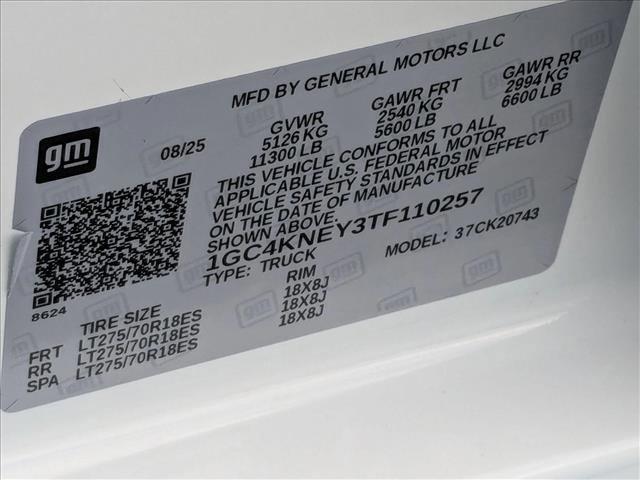 MFD BY GENERAL MOTORS LLC
gm
08/25
GVWR
5126 KG
11300 LB
GAWR FRT
2540 KG
5600 LB
GAWR RR
2994 KG
6600 LB
THIS VEHICLE CONFORMS TO ALL
APPLICABLE U.S. FEDERAL MOTOR
VEHICLE SAFETY STANDARDS IN EFFECT
ON THE DATE OF MANUFACTURE
SHOWN ABOVE.
1GC4KNEY3TF110257
TYPE: TRUCK
MODEL: 37CK20743
8624
TIRE SIZE RIM
FRT LT275/70R18ES 18X8J
RR LT275/70R18ES 18X8J
SPA LT275/70R18ES 18X8J